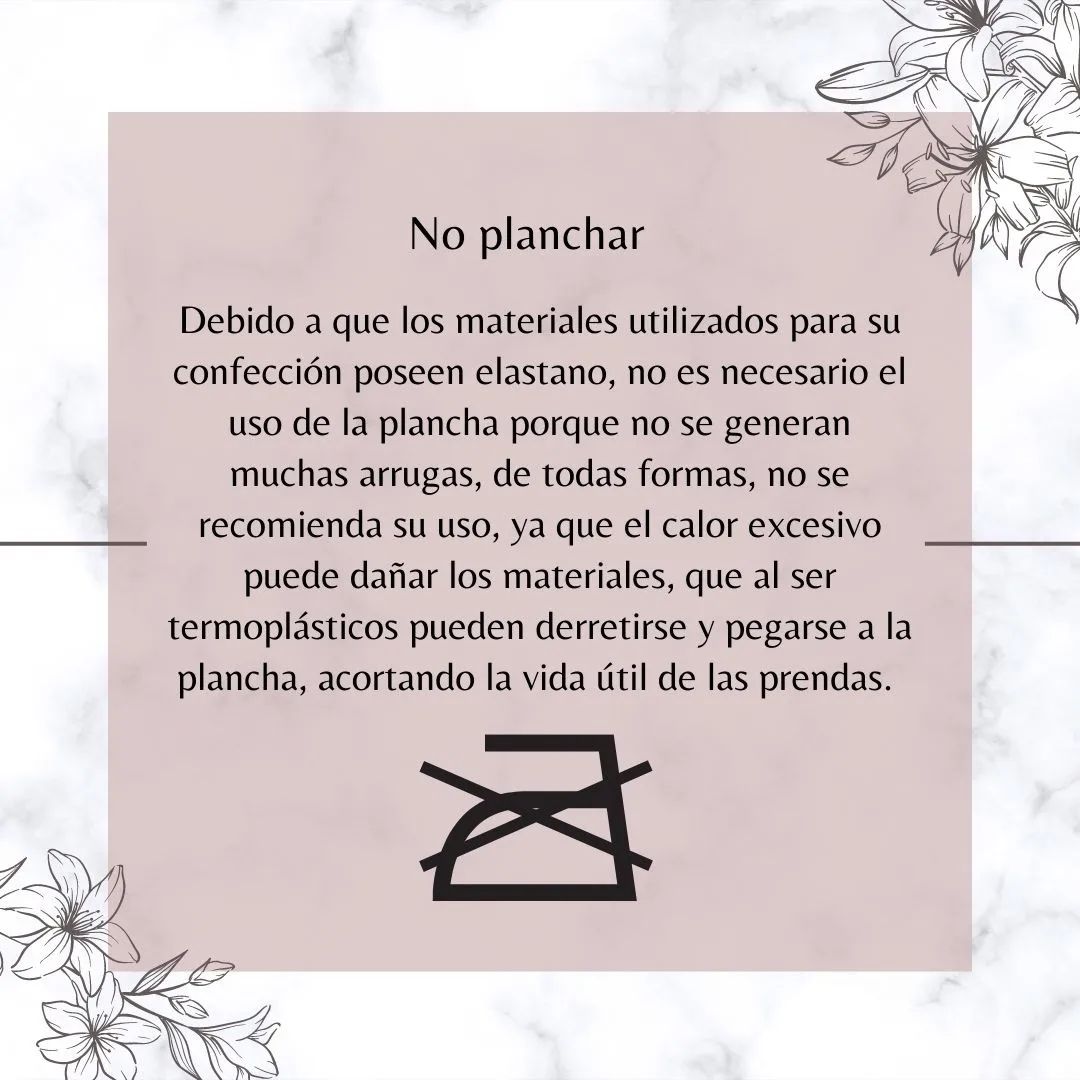 No planchar
Debido a que los materiales utilizados para su
confección poseen elastano, no es necesario el
uso de la plancha porque no se generan
muchas arrugas, de todas formas, no se
recomienda su uso, ya que el calor excesivo
puede dañar los materiales, que al ser
termoplásticos pueden derretirse y pegarse a la
plancha, acortando la vida útil de las prendas.